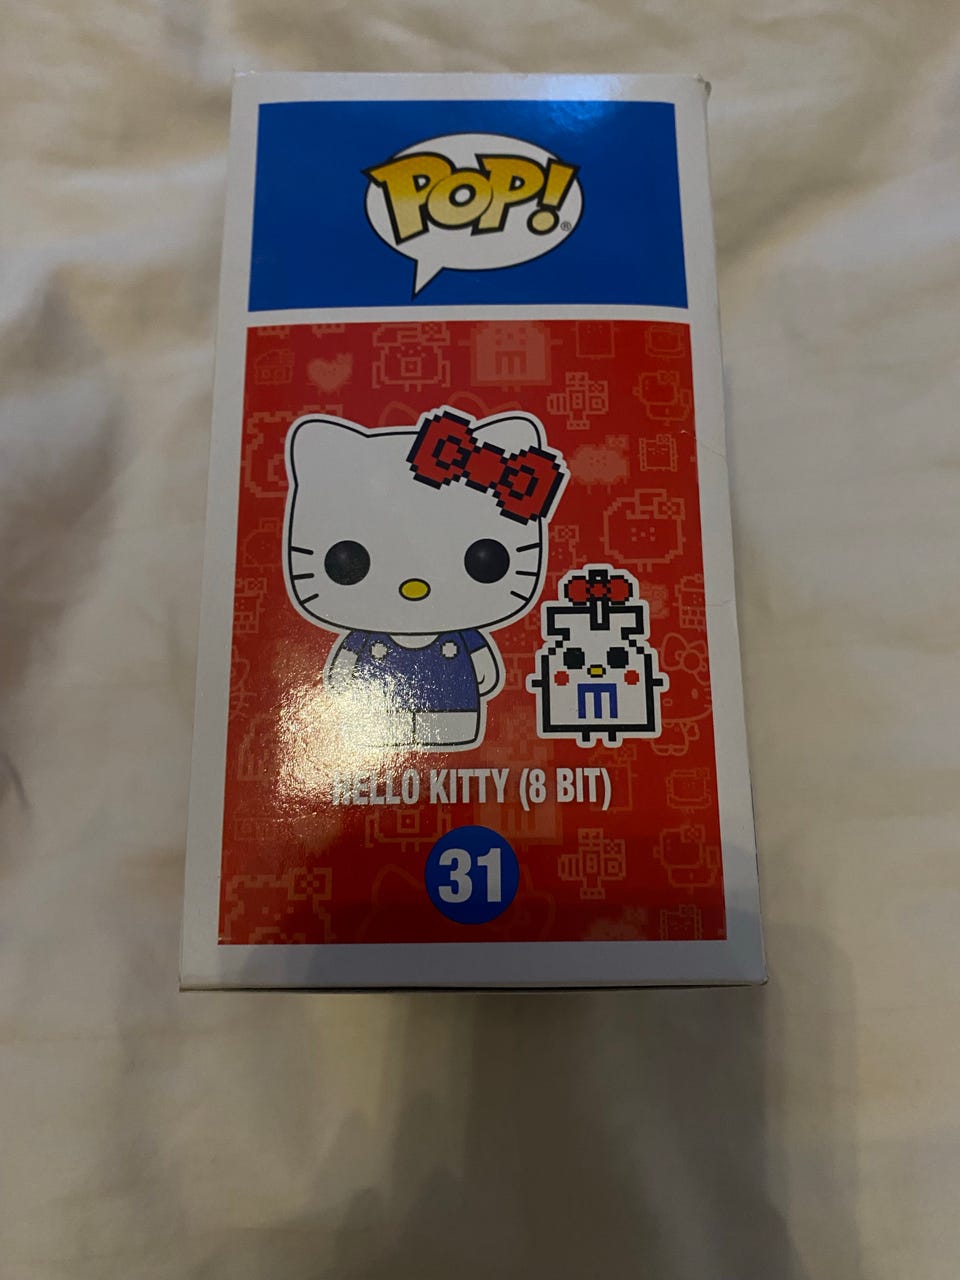 POP!®
m
HELLO KITTY (8 BIT)
31